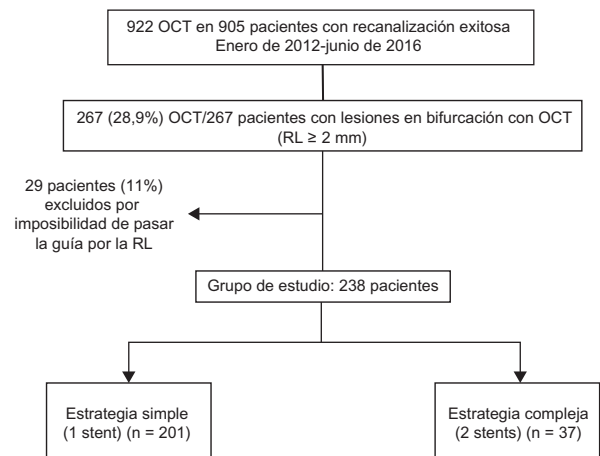 922 OCT en 905 pacientes con recanalización exitosa
Enero de 2012-junio de 2016
267 (28,9%) OCT/267 pacientes con lesiones en bifurcación con OCT
(RL ≥ 2 mm)
29 pacientes (11%)
excluidos por
imposibilidad de pasar
la guía por la RL
Grupo de estudio: 238 pacientes
Estrategia simple
(1 stent) (n = 201)
Estrategia compleja
(2 stents) (n = 37)